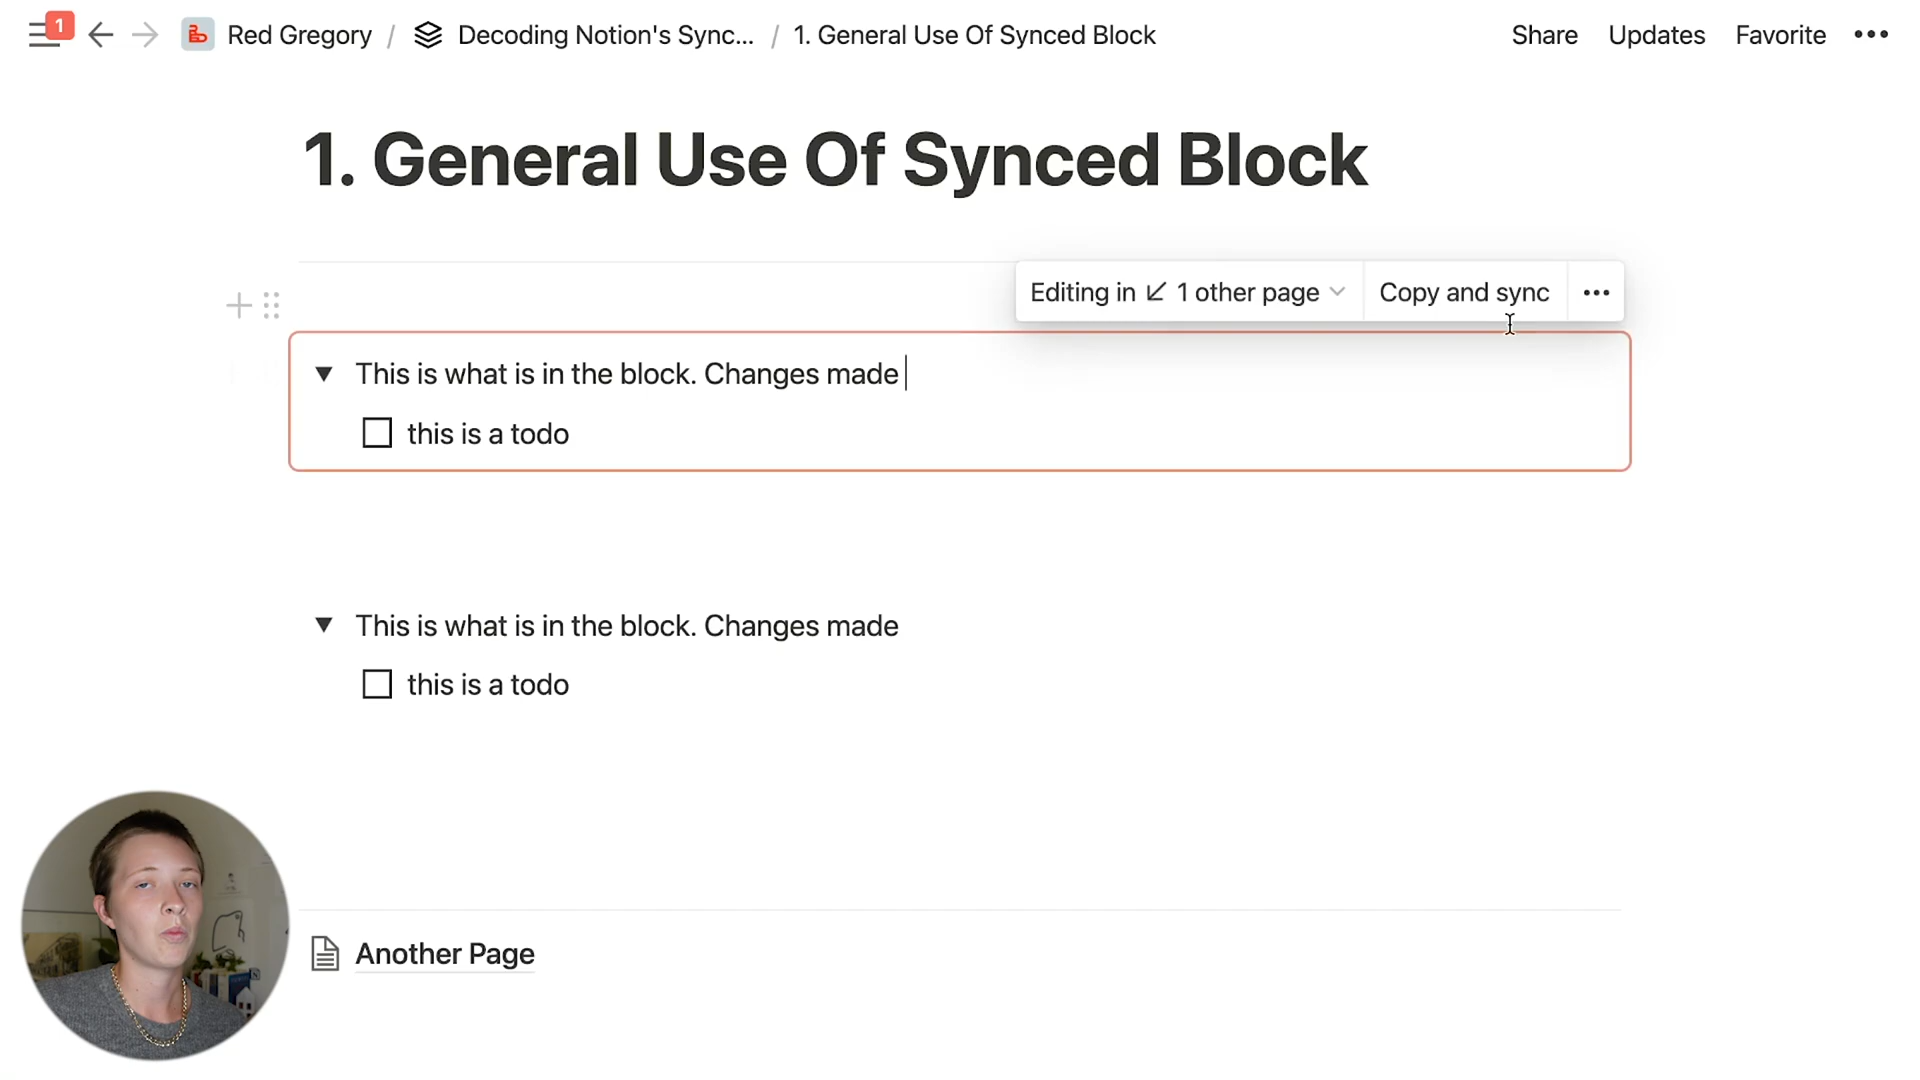 1
Red Gregory / Decoding Notion's Sync... / 1. General Use Of Synced Block
Share Updates Favorite
1. General Use Of Synced Block
Editing in ↙ 1 other page Copy and sync
This is what is in the block. Changes made
this is a todo
This is what is in the block. Changes made
this is a todo
Another Page